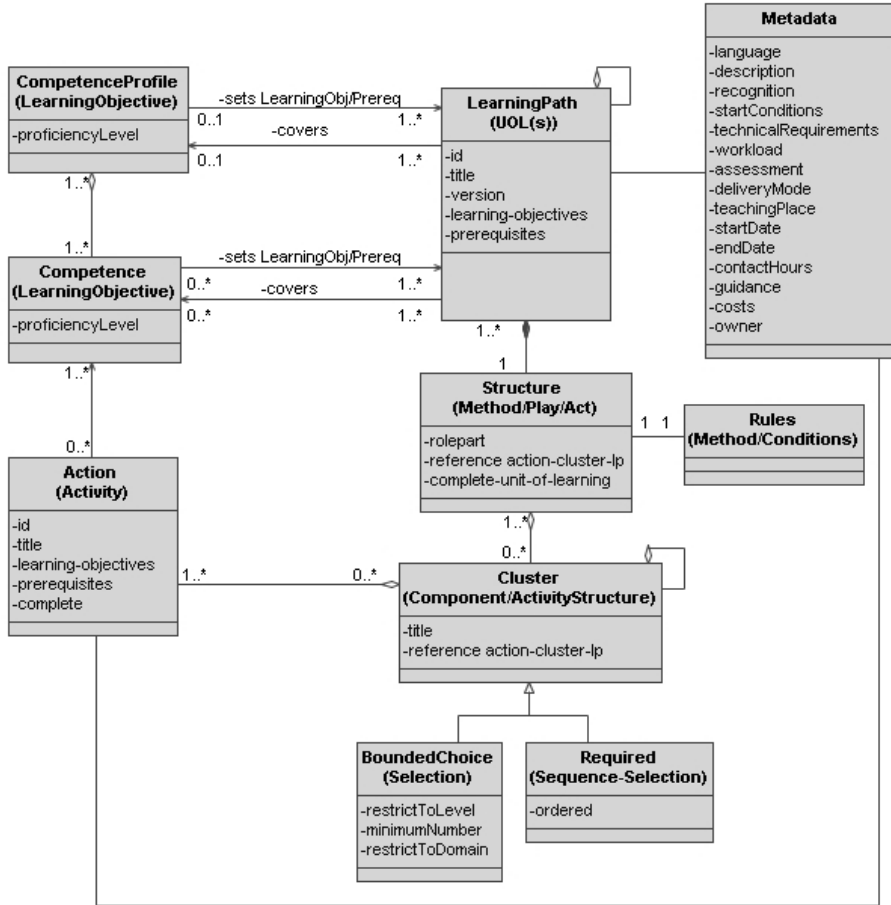 Metadata
-language
-description
-recognition
-startConditions
-technicalRequirements
-workload
-assessment
-deliveryMode
-teachingPlace
-startDate
-endDate
-contactHours
-guidance
-costs
-owner
CompetenceProfile
(LearningObjective)
-proficiencyLevel
-sets LearningObj/Prereq
0..1
1..*
-covers
0..1
1..*
LearningPath
(UOL(s))
-id
-title
-version
-learning-objectives
-prerequisites
1..*
1..*
Competence
(LearningObjective)
-proficiencyLevel
-sets LearningObj/Prereq
0..*
1..*
-covers
0..*
1..*
1..*
1
Structure
(Method/Play/Act)
-rolepart
-reference action-cluster-lp
-complete-unit-of-learning
1 1
Rules
(Method/Conditions)
1..*
0..*
Action
(Activity)
-id
-title
-learning-objectives
-prerequisites
-complete
1..*
0..*
1..*
0..*
Cluster
(Component/ActivityStructure)
-title
-reference action-cluster-lp
BoundedChoice
(Selection)
-restrictToLevel
-minimumNumber
-restrictToDomain
Required
(Sequence-Selection)
-ordered